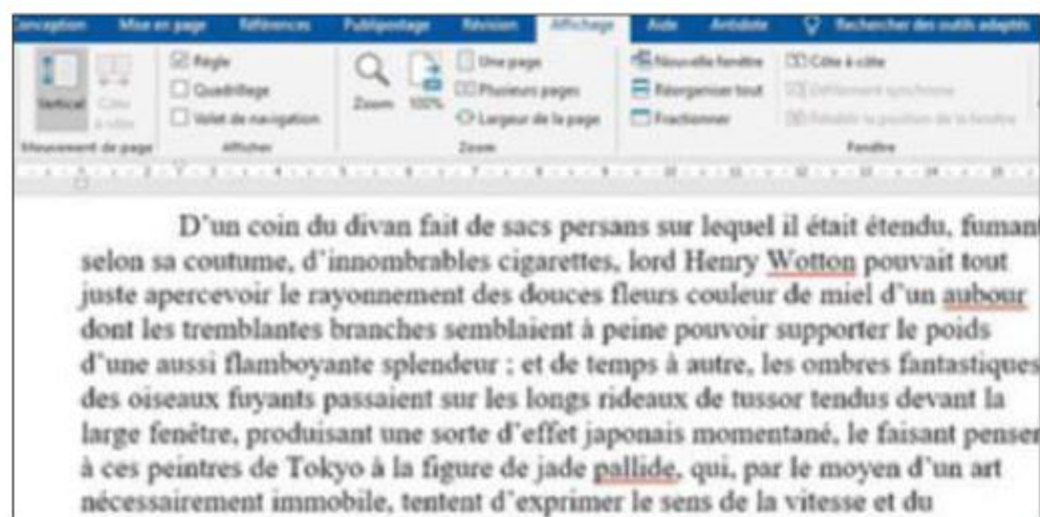 Conception Mise en page Références Publipostage Révision Affichage Aide Antidote Rechercher des outils adaptés
Vertical Côte à côte
Règle
Quadrillage
Volet de navigation
Zoom 100%
Une page
Plusieurs pages
Largeur de la page
Nouvelle fenêtre
Réorganiser tout
Fractionner
Côte à côte
Défilement synchrone
Rétablir la position de la fenêtre
Mouvement de page Afficher Zoom Fenêtre
D’un coin du divan fait de sacs persans sur lequel il était étendu, fumant
selon sa coutume, d’innombrables cigarettes, lord Henry Wotton pouvait tout
juste apercevoir le rayonnement des douces fleurs couleur de miel d’un aubour
dont les tremblantes branches semblaient à peine pouvoir supporter le poids
d’une aussi flamboyante splendeur ; et de temps à autre, les ombres fantastiques
des oiseaux fuyants passaient sur les longs rideaux de tussor tendus devant la
large fenêtre, produisant une sorte d’effet japonais momentané, le faisant penser
à ces peintres de Tokyo à la figure de jade pallide, qui, par le moyen d’un art
nécessairement immobile, tentent d’exprimer le sens de la vitesse et du